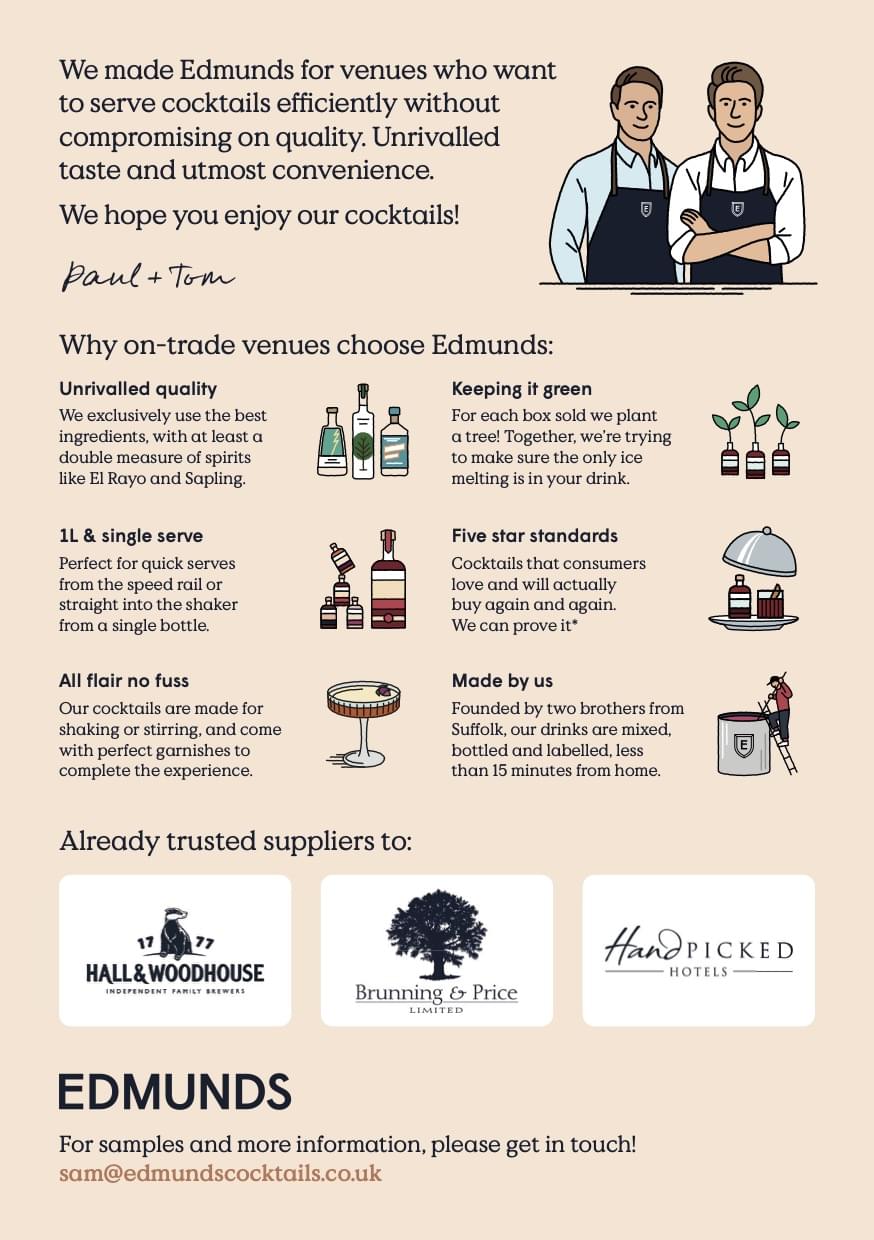 We made Edmunds for venues who want
to serve cocktails efficiently without
compromising on quality. Unrivalled
taste and utmost convenience.
We hope you enjoy our cocktails!
Paul + Tom
E
E
Why on-trade venues choose Edmunds:
Unrivalled quality
We exclusively use the best
ingredients, with at least a
double measure of spirits
like El Rayo and Sapling.
Keeping it green
For each box sold we plant
a tree! Together, we’re trying
to make sure the only ice
melting is in your drink.
1L & single serve
Perfect for quick serves
from the speed rail or
straight into the shaker
from a single bottle.
Five star standards
Cocktails that consumers
love and will actually
buy again and again.
We can prove it*
All flair no fuss
Our cocktails are made for
shaking or stirring, and come
with perfect garnishes to
complete the experience.
Made by us
Founded by two brothers from
Suffolk, our drinks are mixed,
bottled and labelled, less
than 15 minutes from home.
E
Already trusted suppliers to:
17 77
HALL & WOODHOUSE
INDEPENDENT FAMILY BREWERS
Brunning & Price
LIMITED
Hand PICKED
HOTELS
EDMUNDS
For samples and more information, please get in touch!
sam@edmundscocktails.co.uk